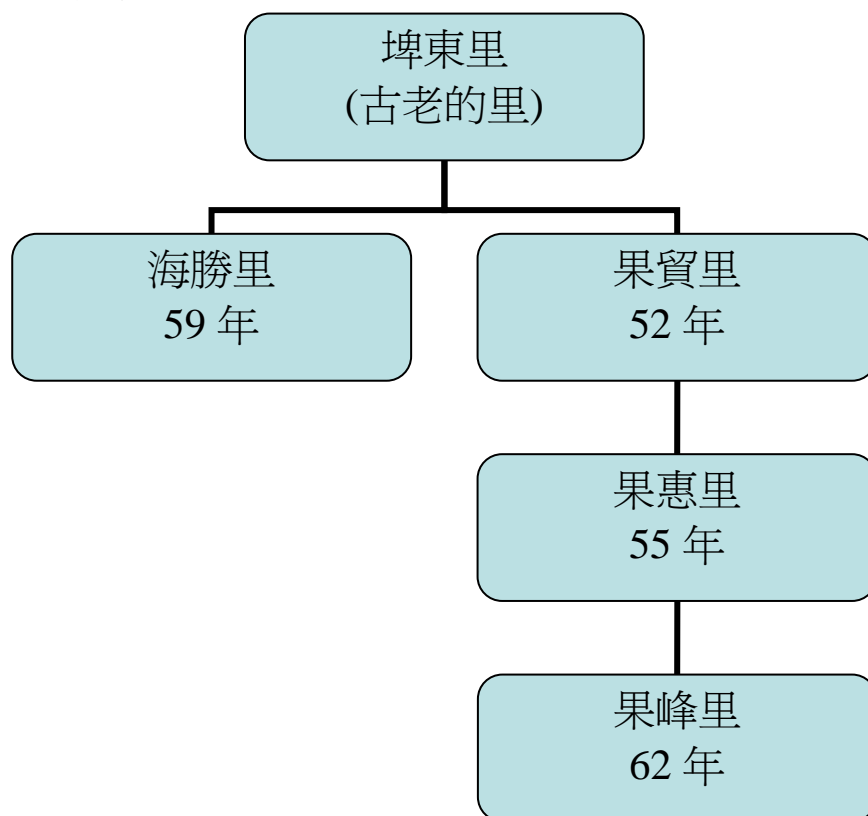 埤東里
(古老的里)
海勝里
59 年
果貿里
52 年
果惠里
55 年
果峰里
62 年